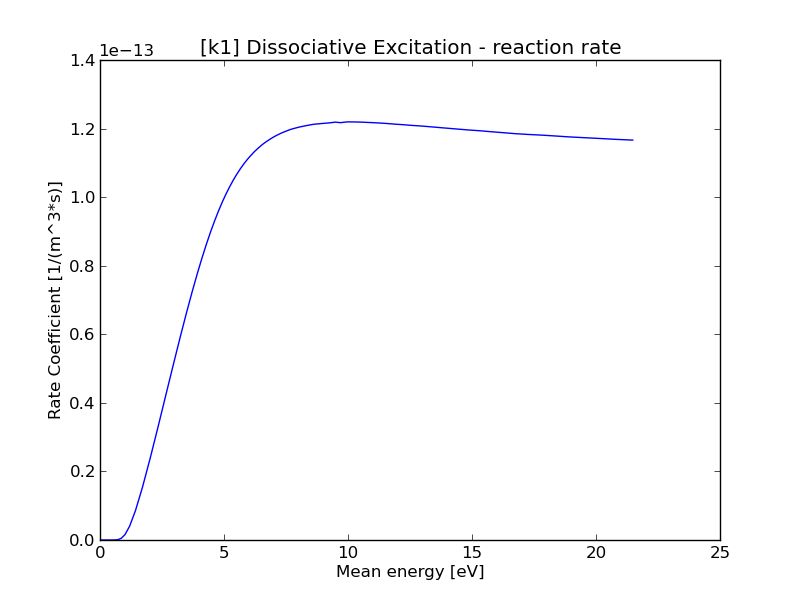 [k1] Dissociative Excitation - reaction rate
1e−13
1.4
1.2
1.0
0.8
0.6
0.4
0.2
0.0
Rate Coefficient [1/(m^3*s)]
0 5 10 15 20 25
Mean energy [eV]